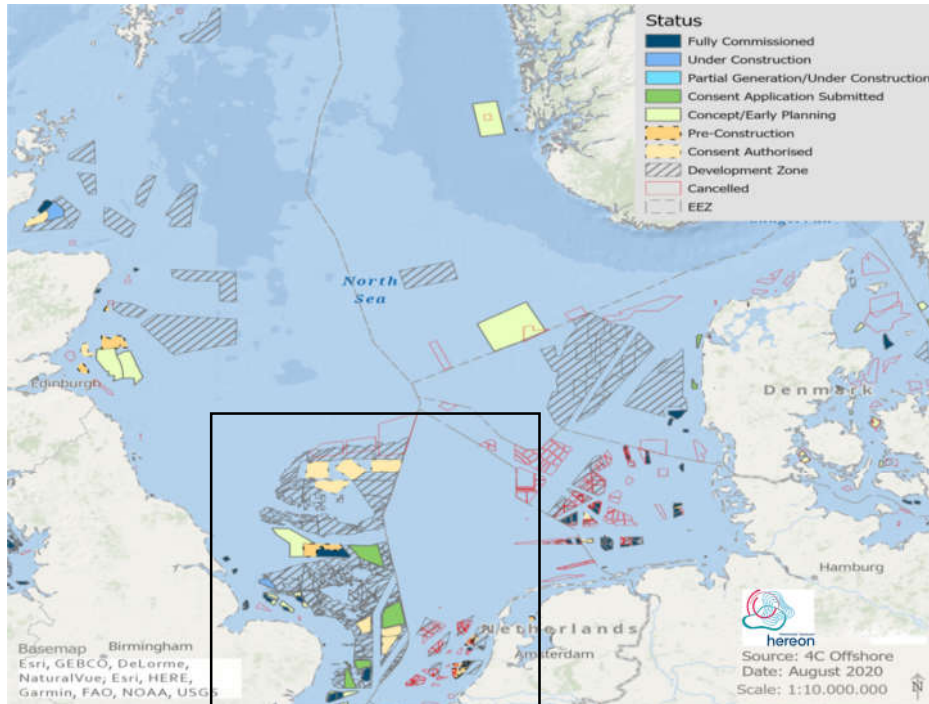 Status
Fully Commissioned
Under Construction
Partial Generation/Under Construction
Consent Application Submitted
Concept/Early Planning
Pre-Construction
Consent Authorised
Development Zone
Cancelled
EEZ
North
Sea
Edinburgh
Denmark
Hamburg
Netherlands
Amsterdam
Birmingham
Basemap
Esri, GEBCO, DeLorme,
NaturalVue; Esri, HERE,
Garmin, FAO, NOAA, USGS
hereon
Source: 4C Offshore
Date: August 2020
Scale: 1:10.000.000
N